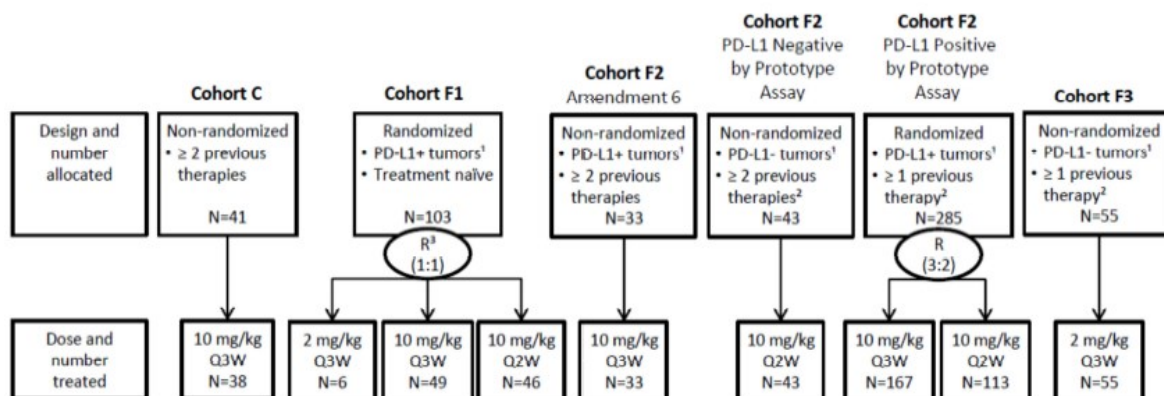 Cohort C
Cohort F1
Cohort F2
Amendment 6
Cohort F2
PD-L1 Negative
by Prototype
Assay
Cohort F2
PD-L1 Positive
by Prototype
Assay
Cohort F3
Design and
number
allocated
Non-randomized
• ≥ 2 previous
therapies
N=41
Randomized
• PD-L1+ tumors¹
• Treatment naïve
N=103
Non-randomized
• PD-L1+ tumors¹
• ≥ 2 previous
therapies
N=33
Non-randomized
• PD-L1- tumors¹
• ≥ 2 previous
therapies²
N=43
Randomized
• PD-L1+ tumors¹
• ≥ 1 previous
therapy²
N=285
Non-randomized
• PD-L1- tumors¹
• ≥ 1 previous
therapy²
N=55
R³
(1:1)
R
(3:2)
Dose and
number
treated
10 mg/kg
Q3W
N=38
2 mg/kg
Q3W
N=6
10 mg/kg
Q3W
N=49
10 mg/kg
Q2W
N=46
10 mg/kg
Q3W
N=33
10 mg/kg
Q2W
N=43
10 mg/kg
Q3W
N=167
10 mg/kg
Q2W
N=113
2 mg/kg
Q3W
N=55